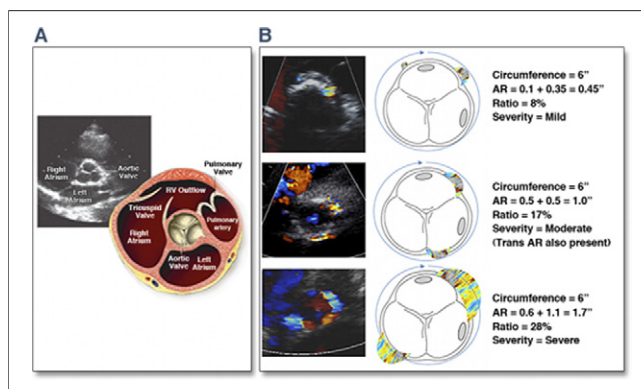 A
B
Right
Atrium
Aortic
Valve
Left
Atrium
Pulmonary
Valve
RV Outflow
Tricuspid
Valve
Pulmonary
artery
Right
Atrium
Aortic
Valve
Left
Atrium
Circumference = 6”
AR = 0.1 + 0.35 = 0.45”
Ratio = 8%
Severity = Mild
Circumference = 6”
AR = 0.5 + 0.5 = 1.0”
Ratio = 17%
Severity = Moderate
(Trans AR also present)
Circumference = 6”
AR = 0.6 + 1.1 = 1.7”
Ratio = 28%
Severity = Severe